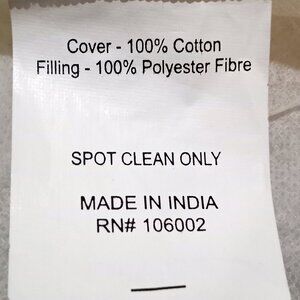 Cover - 100% Cotton
Filling - 100% Polyester Fibre
SPOT CLEAN ONLY
MADE IN INDIA
RN# 106002